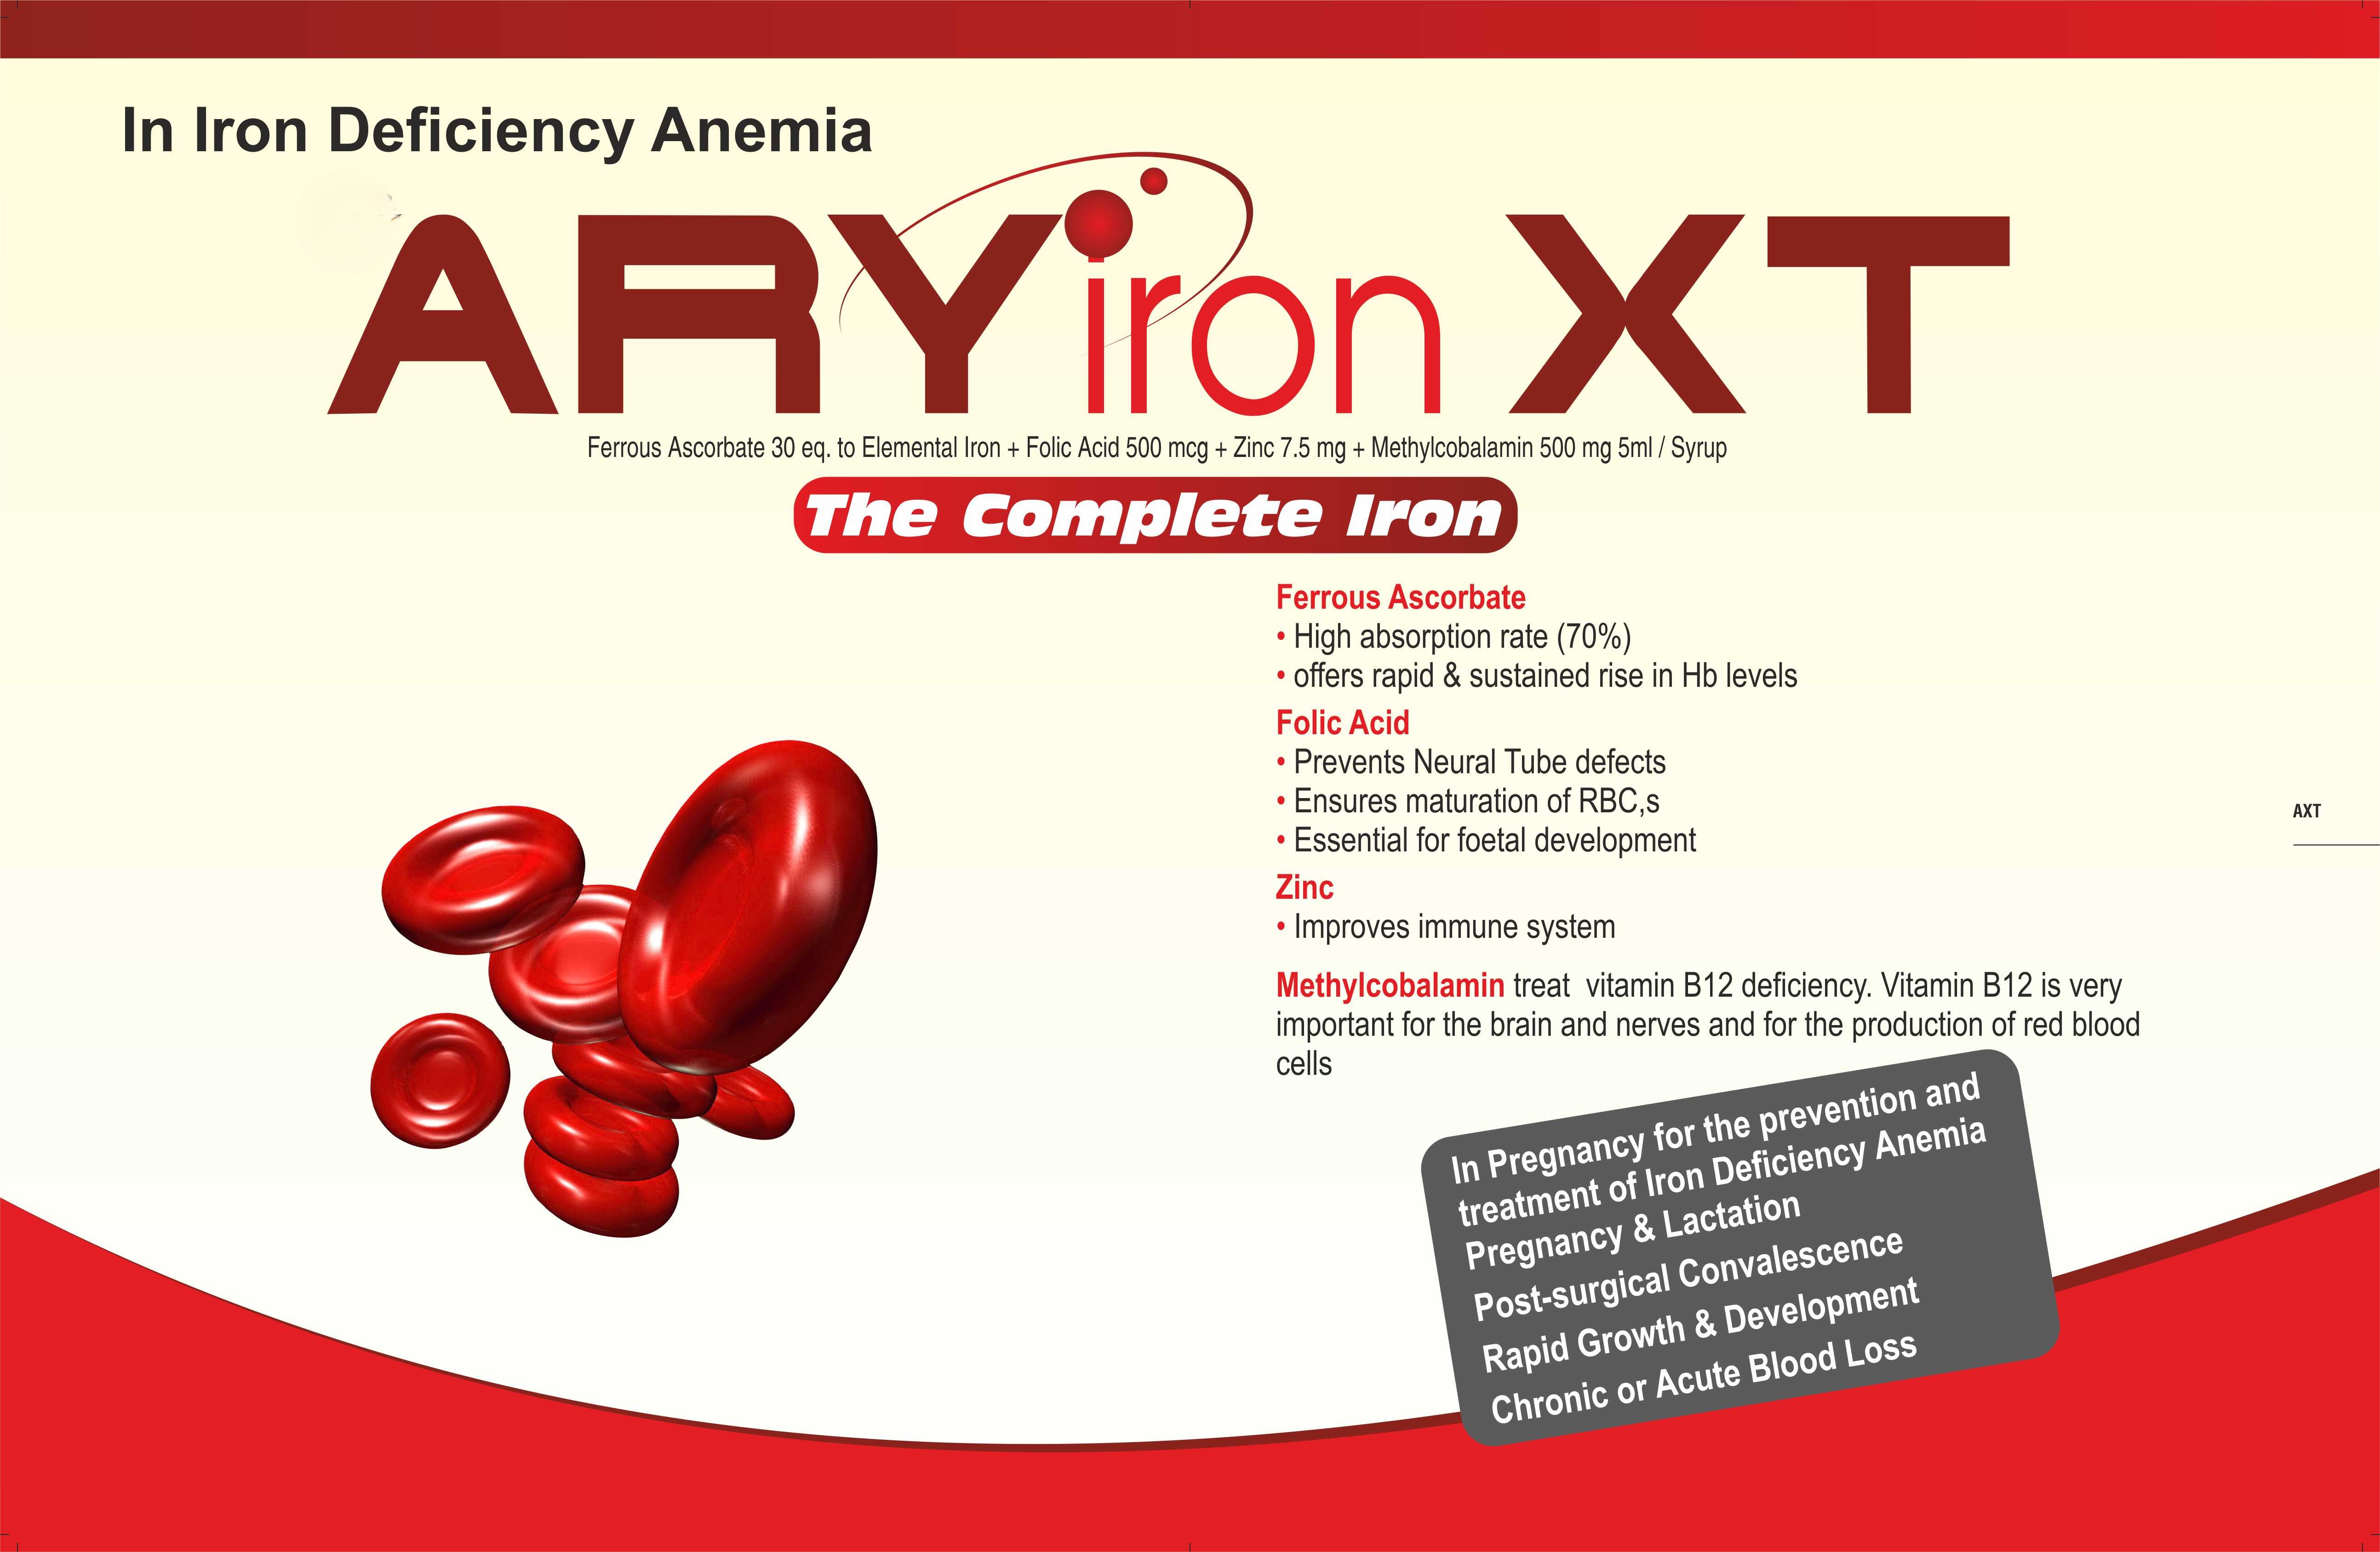 In Iron Deficiency Anemia
ARYiron XT
Ferrous Ascorbate 30 eq. to Elemental Iron + Folic Acid 500 mcg + Zinc 7.5 mg + Methylcobalamin 500 mg 5ml / Syrup
The Complete Iron
Ferrous Ascorbate
• High absorption rate (70%)
• offers rapid & sustained rise in Hb levels
Folic Acid
• Prevents Neural Tube defects
• Ensures maturation of RBC,s
• Essential for foetal development
Zinc
• Improves immune system
Methylcobalamin treat  vitamin B12 deficiency. Vitamin B12 is very
important for the brain and nerves and for the production of red blood
cells
AXT
In Pregnancy for the prevention and
treatment of Iron Deficiency Anemia
Pregnancy & Lactation
Post-surgical Convalescence
Rapid Growth & Development
Chronic or Acute Blood Loss